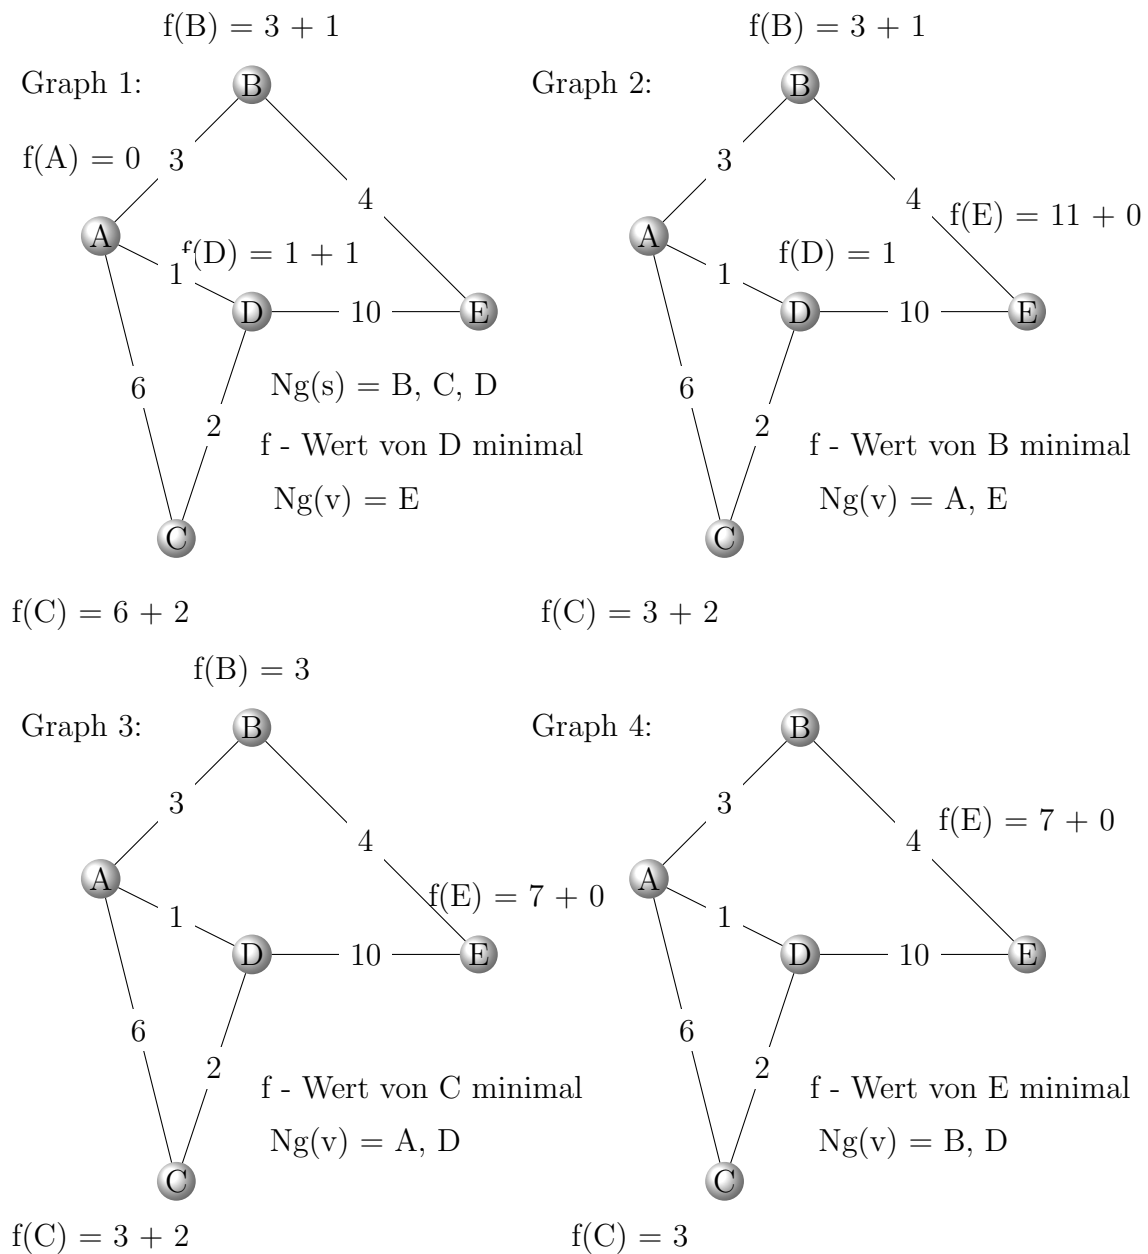 f(B) = 3 + 1
f(B) = 3 + 1
Graph 1:
B
Graph 2:
B
f(A) = 0
3
3
4
4
f(E) = 11 + 0
A
A
f(D) = 1 + 1
f(D) = 1
1
1
D
10
E
D
10
E
6
Ng(s) = B, C, D
6
2
f - Wert von D minimal
2
f - Wert von B minimal
Ng(v) = E
Ng(v) = A, E
C
C
f(C) = 6 + 2
f(C) = 3 + 2
f(B) = 3
Graph 3:
B
Graph 4:
B
3
3
4
4
f(E) = 7 + 0
A
A
f(E) = 7 + 0
1
1
D
10
E
D
10
E
6
6
2
f - Wert von C minimal
2
f - Wert von E minimal
Ng(v) = A, D
Ng(v) = B, D
C
C
f(C) = 3 + 2
f(C) = 3